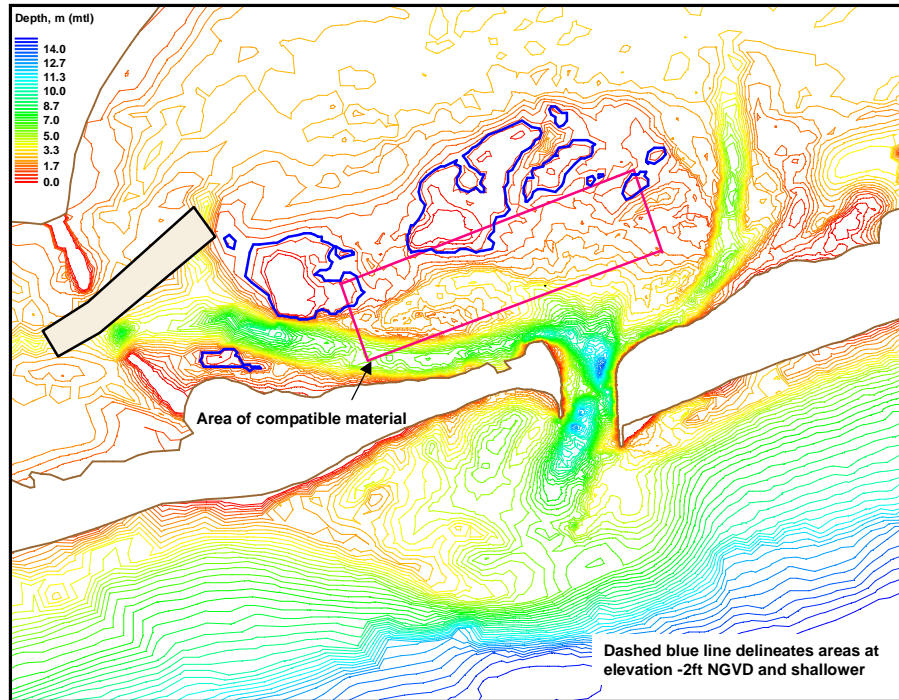 Depth, m (mtl)
14.0
12.7
11.3
10.0
8.7
7.0
5.0
3.3
1.7
0.0
Area of compatible material
Dashed blue line delineates areas at
elevation -2ft NGVD and shallower